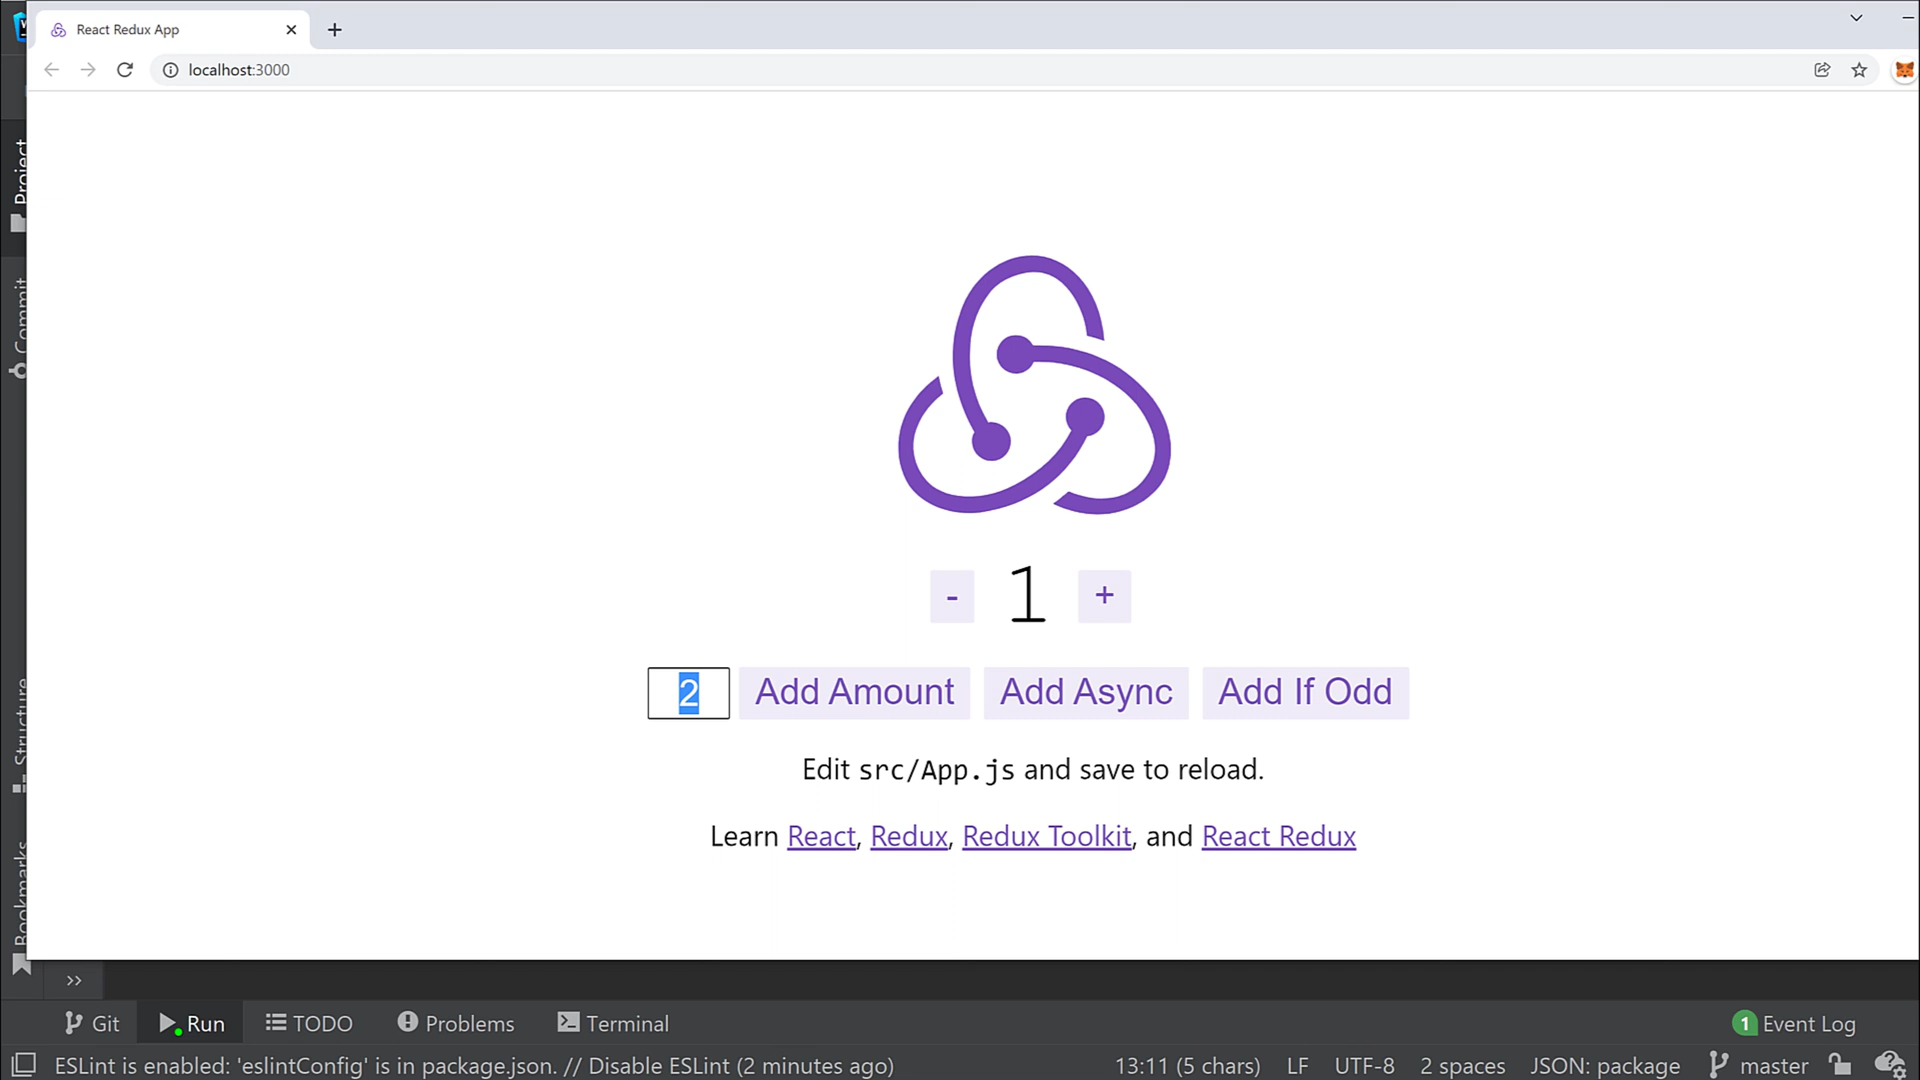 React Redux App
localhost:3000
Project
Commit
Structure
Bookmarks
- 1 +
2 Add Amount Add Async Add If Odd
Edit src/App.js and save to reload.
Learn React, Redux, Redux Toolkit, and React Redux
Git Run TODO Problems Terminal 1 Event Log
ESLint is enabled: 'eslintConfig' is in package.json. // Disable ESLint (2 minutes ago) 13:11 (5 chars) LF UTF-8 2 spaces JSON: package master